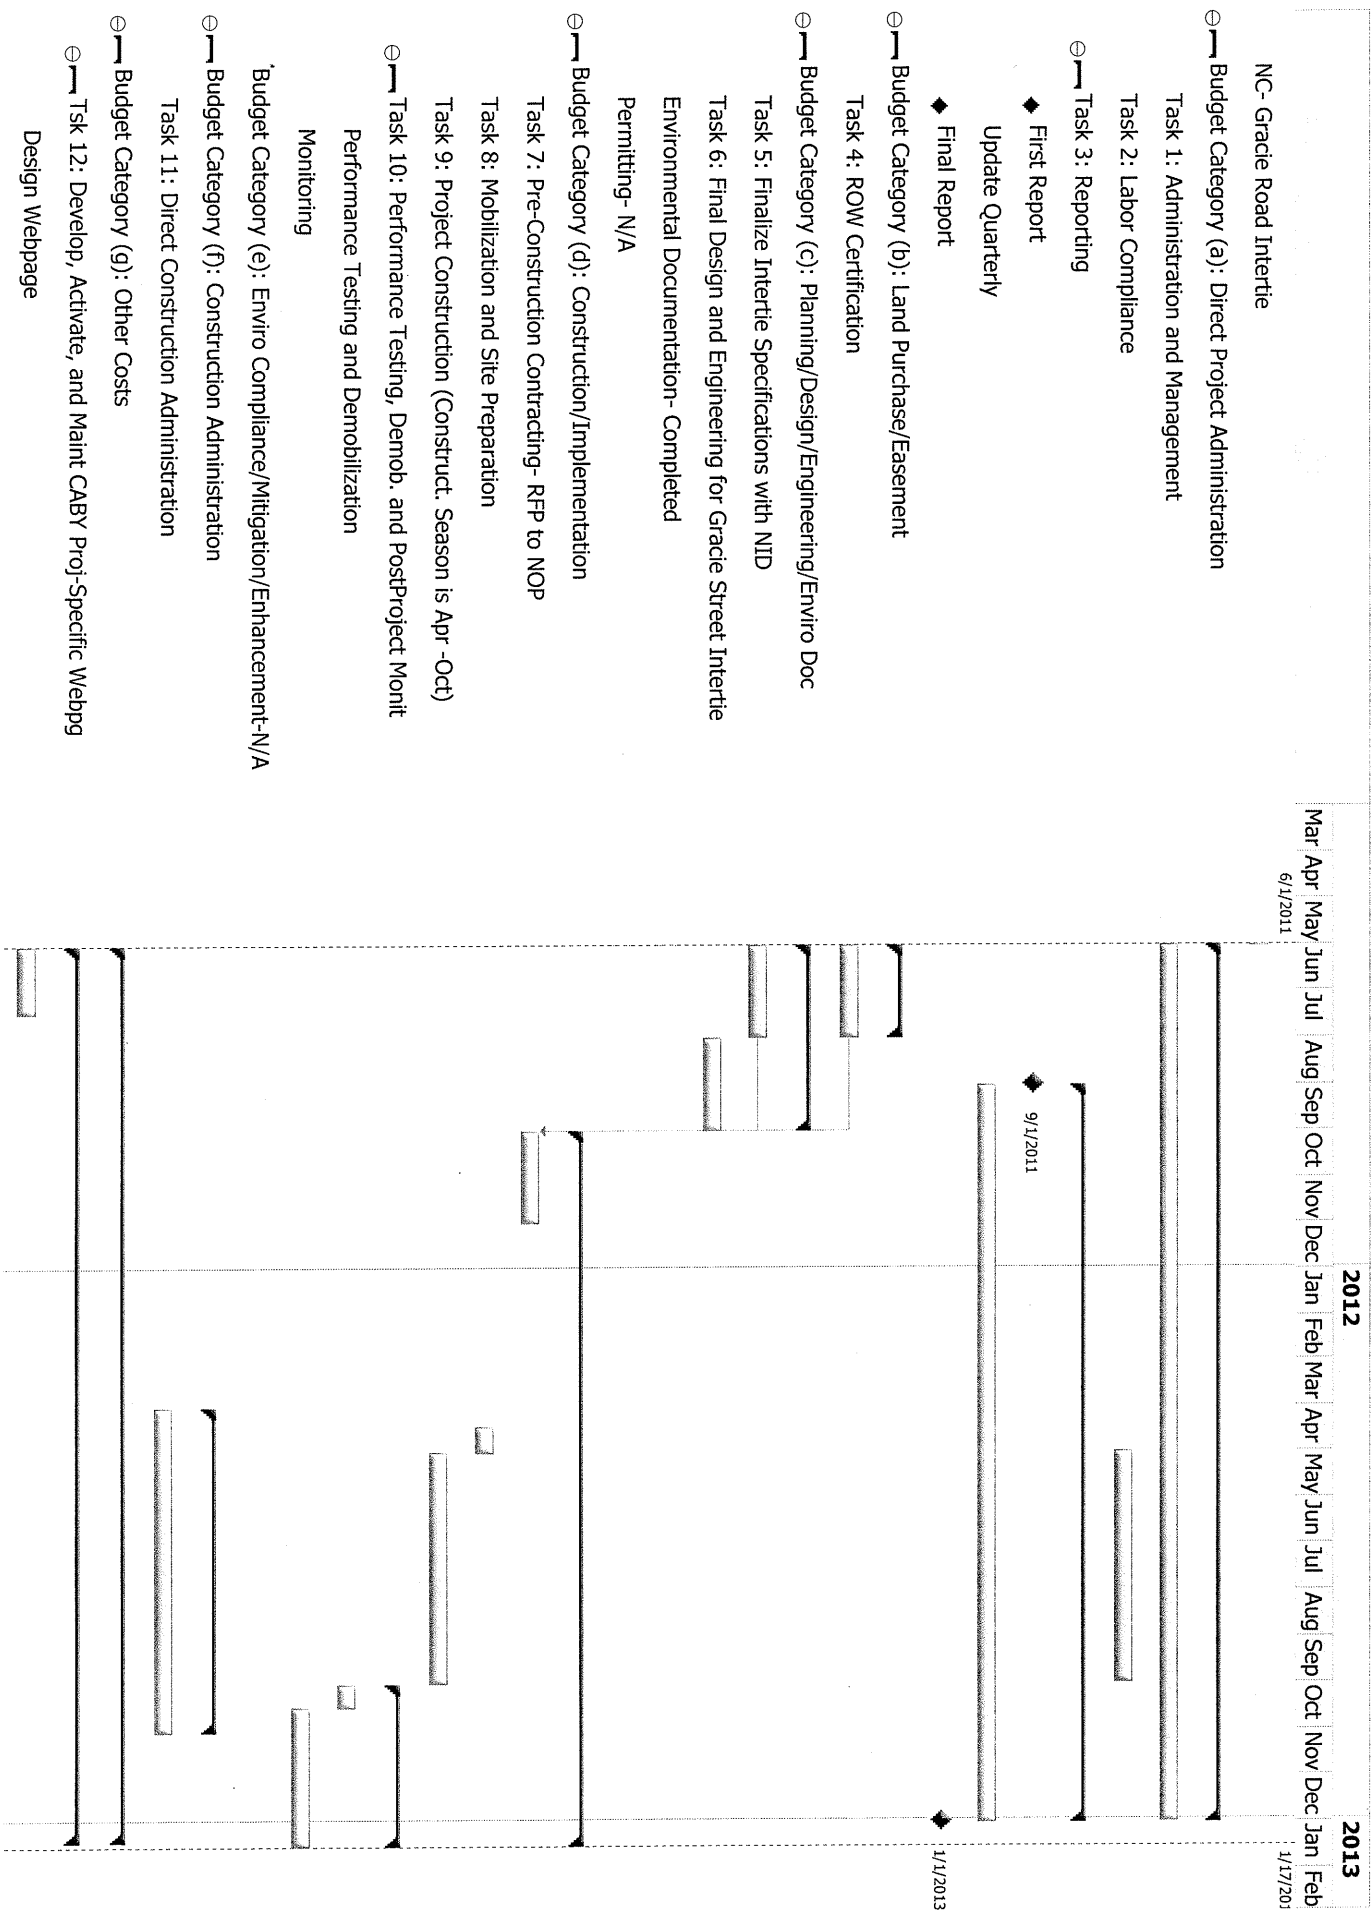 2012
2013
Mar Apr May Jun Jul Aug Sep Oct Nov Dec Jan Feb Mar Apr May Jun Jul Aug Sep Oct Nov Dec Jan Feb
6/1/2011
1/17/201
NC- Gracie Road Intertie
Budget Category (a): Direct Project Administration
Task 1: Administration and Management
Task 2: Labor Compliance
Task 3: Reporting
First Report
9/1/2011
Update Quarterly
Final Report
1/1/2013
Budget Category (b): Land Purchase/Easement
Task 4: ROW Certification
Budget Category (c): Planning/Design/Engineering/Enviro Doc
Task 5: Finalize Intertie Specifications with NID
Task 6: Final Design and Engineering for Gracie Street Intertie
Environmental Documentation- Completed
Permitting- N/A
Budget Category (d): Construction/Implementation
Task 7: Pre-Construction Contracting- RFP to NOP
Task 8: Mobilization and Site Preparation
Task 9: Project Construction (Construct. Season is Apr -Oct)
Task 10: Performance Testing, Demob. and PostProject Monit
Performance Testing and Demobilization
Monitoring
Budget Category (e): Enviro Compliance/Mitigation/Enhancement-N/A
Budget Category (f): Construction Administration
Task 11: Direct Construction Administration
Budget Category (g): Other Costs
Tsk 12: Develop, Activate, and Maint CABY Proj-Specific Webpg
Design Webpage